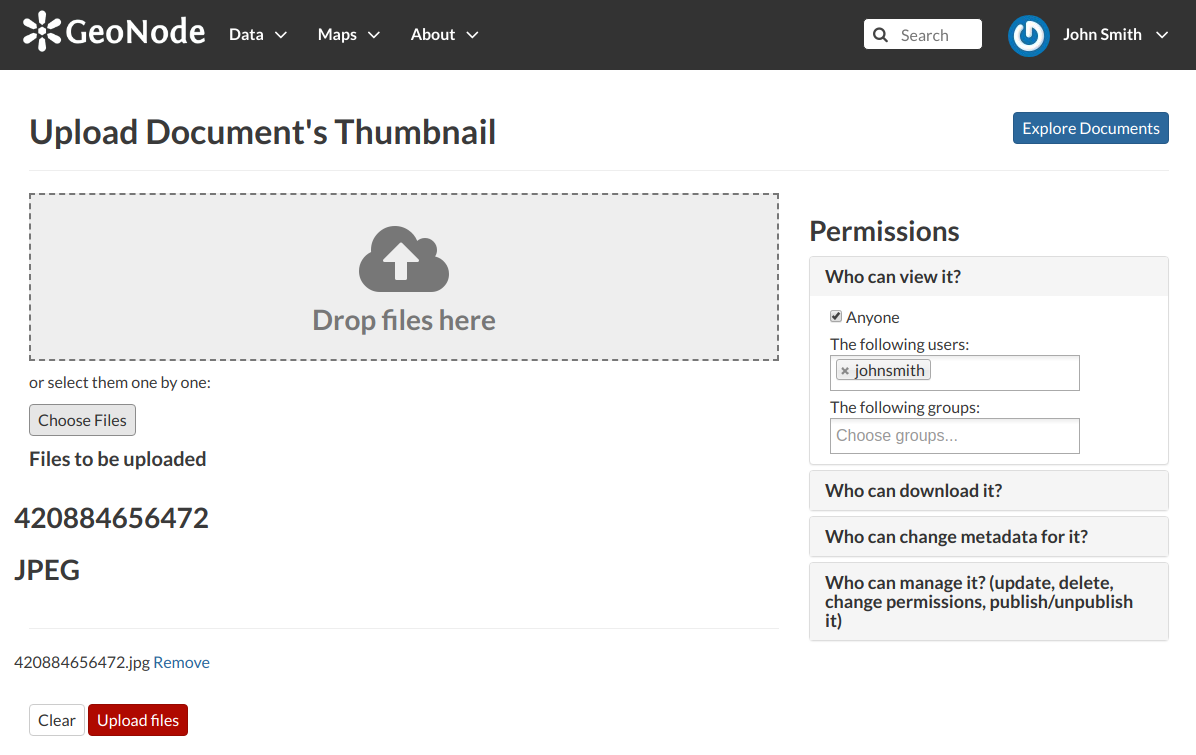 GeoNode Data Maps About Search John Smith
Upload Document's Thumbnail
Explore Documents
Drop files here
or select them one by one:
Choose Files
Files to be uploaded
420884656472
JPEG
420884656472.jpg Remove
Clear Upload files
Permissions
Who can view it?
Anyone
The following users:
× johnsmith
The following groups:
Choose groups...
Who can download it?
Who can change metadata for it?
Who can manage it? (update, delete,
change permissions, publish/unpublish
it)